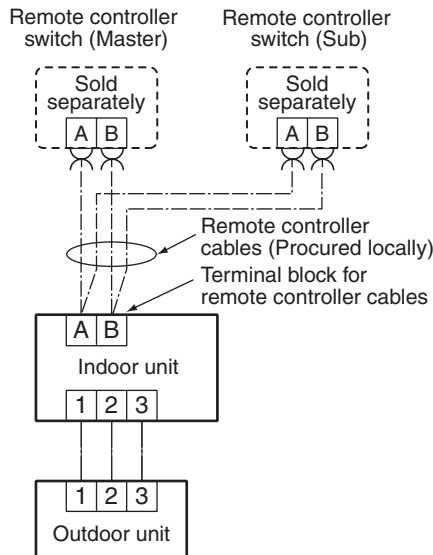 Remote controller
switch (Master)
Remote controller
switch (Sub)
Sold
separately
A B
Sold
separately
A B
Remote controller
cables (Procured locally)
Terminal block for
remote controller cables
A B
Indoor unit
1 2 3
1 2 3
Outdoor unit